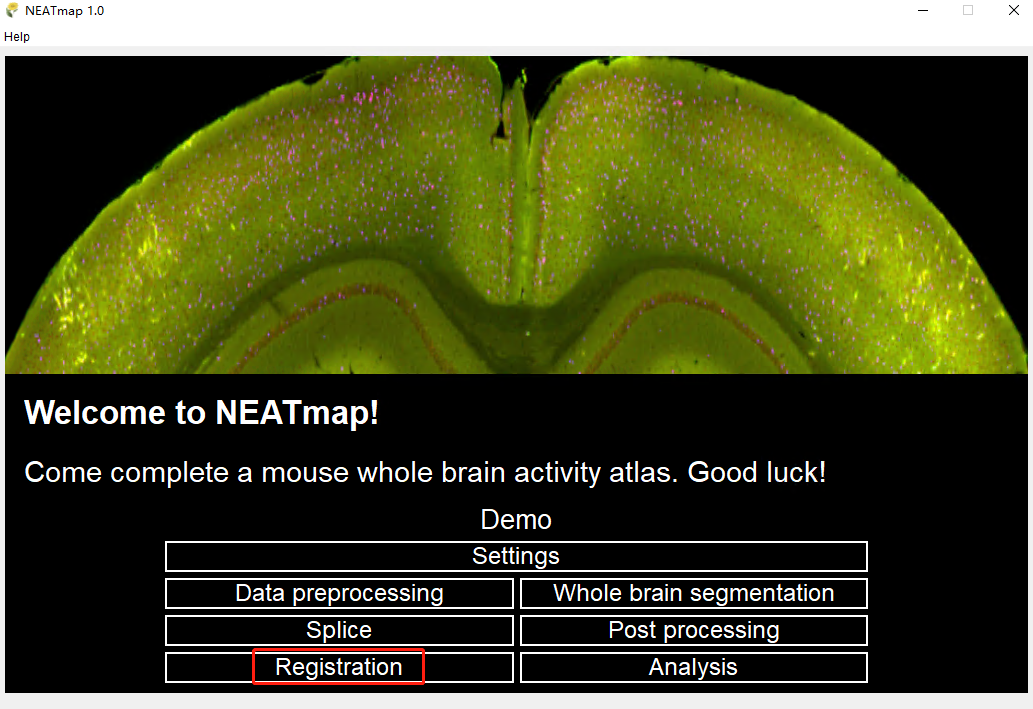 NEATmap 1.0
Help
Welcome to NEATmap!
Come complete a mouse whole brain activity atlas. Good luck!
Demo
Settings
Data preprocessing
Whole brain segmentation
Splice
Post processing
Registration
Analysis